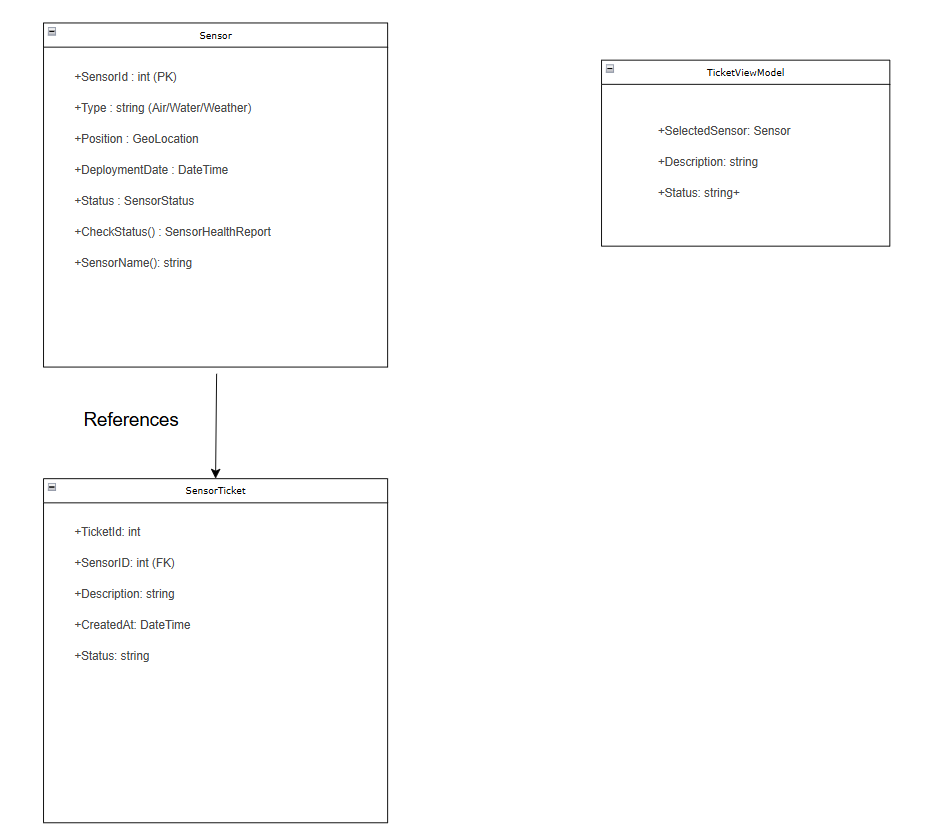 Sensor
+SensorId : int (PK)
+Type : string (Air/Water/Weather)
+Position : GeoLocation
+DeploymentDate : DateTime
+Status : SensorStatus
+CheckStatus() : SensorHealthReport
+SensorName(): string
TicketViewModel
+SelectedSensor: Sensor
+Description: string
+Status: string+
References
SensorTicket
+TicketId: int
+SensorID: int (FK)
+Description: string
+CreatedAt: DateTime
+Status: string